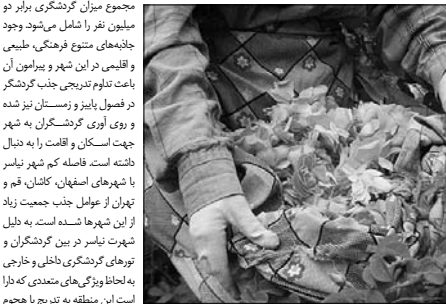 مجموع میزان گردشگری برابر دو
میلیون نفر را شامل می‌شود. وجود
جاذبه‌های متنوع فرهنگی، طبیعی
و اقلیمی در این شهر و پیرامون آن
باعث تداوم تدریجی جذب گردشگر
در فصول پاییز و زمستان نیز شده
و روی آوری گردشگران به شهر
جهت اسکان و اقامت را به دنبال
داشته است. فاصله کم شهر نیاسر
با شهرهای اصفهان، کاشان، قم و
تهران از عوامل جذب جمعیت زیاد
از این شهرها شده است. به دلیل
شهرت نیاسر در بین گردشگران و
تورهای گردشگری داخلی و خارجی
به لحاظ ویژگی‌های متعددی که دارا
است این منطقه به تدریج با هجوم